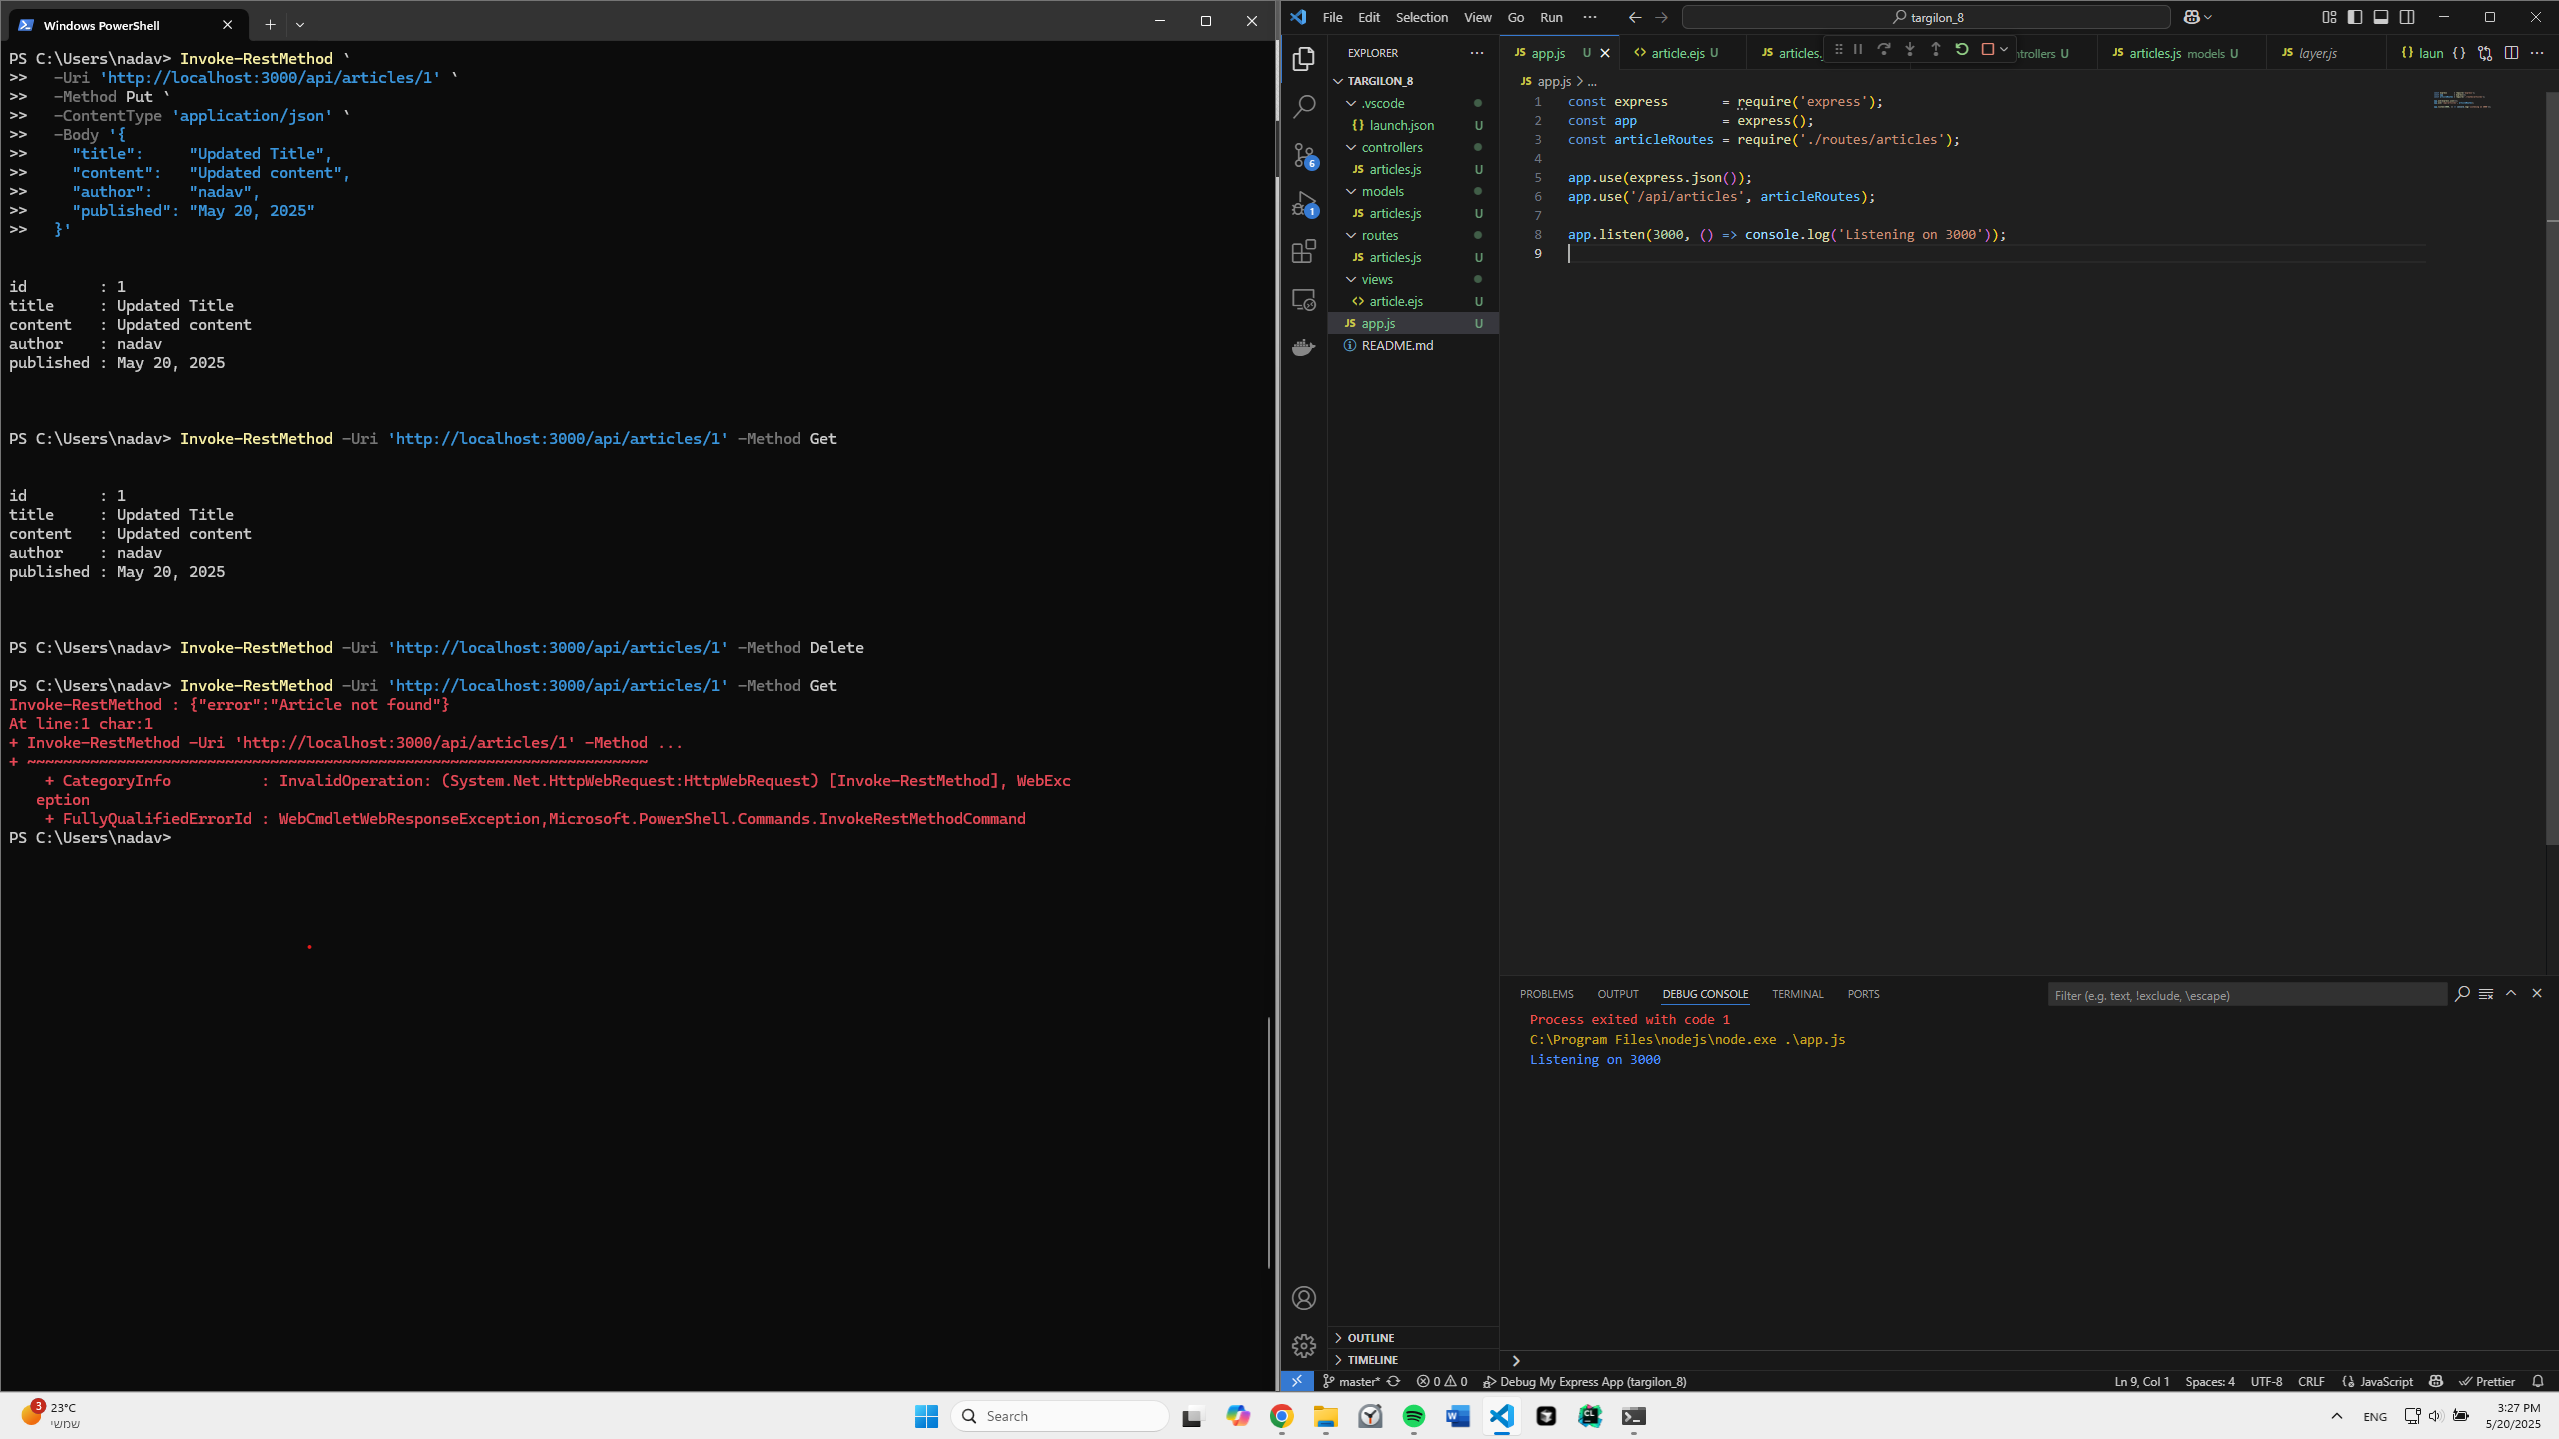 Windows PowerShell
PS C:\Users\nadav> Invoke-RestMethod `
>>   -Uri 'http://localhost:3000/api/articles/1' `
>>   -Method Put `
>>   -ContentType 'application/json' `
>>   -Body '{
>>     "title":     "Updated Title",
>>     "content":   "Updated content",
>>     "author":    "nadav",
>>     "published": "May 20, 2025"
>>   }'
id        : 1
title     : Updated Title
content   : Updated content
author    : nadav
published : May 20, 2025
PS C:\Users\nadav> Invoke-RestMethod -Uri 'http://localhost:3000/api/articles/1' -Method Get
id        : 1
title     : Updated Title
content   : Updated content
author    : nadav
published : May 20, 2025
PS C:\Users\nadav> Invoke-RestMethod -Uri 'http://localhost:3000/api/articles/1' -Method Delete
PS C:\Users\nadav> Invoke-RestMethod -Uri 'http://localhost:3000/api/articles/1' -Method Get
Invoke-RestMethod : {"error":"Article not found"}
At line:1 char:1
+ Invoke-RestMethod -Uri 'http://localhost:3000/api/articles/1' -Method ...
+ ~~~~~~~~~~~~~~~~~~~~~~~~~~~~~~~~~~~~~~~~~~~~~~~~~~~~~~~~~~~~~~~~~~~~~
    + CategoryInfo          : InvalidOperation: (System.Net.HttpWebRequest:HttpWebRequest) [Invoke-RestMethod], WebExc
   eption
    + FullyQualifiedErrorId : WebCmdletWebResponseException,Microsoft.PowerShell.Commands.InvokeRestMethodCommand
PS C:\Users\nadav>
File Edit Selection View Go Run ··· targilon_8
EXPLORER ···
TARGILON_8
.vscode
{} launch.json U
controllers
JS articles.js U
models
JS articles.js U
routes
JS articles.js U
views
<> article.ejs U
JS app.js U
README.md
OUTLINE
TIMELINE
6
1
JS app.js U <> article.ejs U JS articles. ntrollers U JS articles.js models U JS layer.js {} laun {} ···
JS app.js > ...
1 const express       = require('express');
2 const app           = express();
3 const articleRoutes = require('./routes/articles');
4
5 app.use(express.json());
6 app.use('/api/articles', articleRoutes);
7
8 app.listen(3000, () => console.log('Listening on 3000'));
9
PROBLEMS OUTPUT DEBUG CONSOLE TERMINAL PORTS Filter (e.g. text, !exclude, \escape)
Process exited with code 1
C:\Program Files\nodejs\node.exe .\app.js
Listening on 3000
master* 0 0 Debug My Express App (targilon_8) Ln 9, Col 1 Spaces: 4 UTF-8 CRLF {} JavaScript Prettier
3 23°C
שמשי
Search
ENG
3:27 PM
5/20/2025